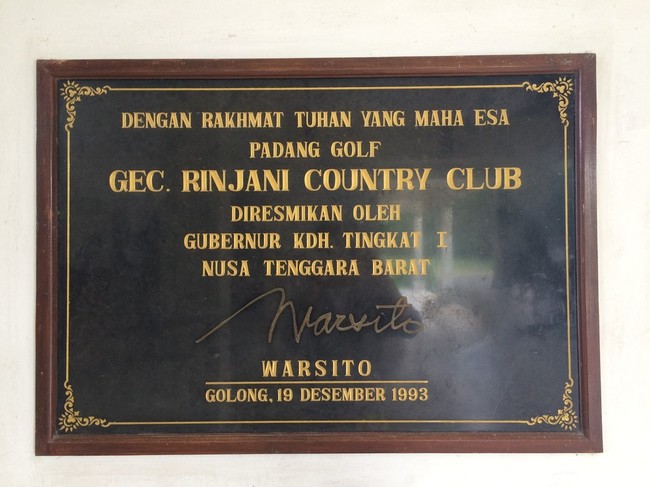 DENGAN RAKHMAT TUHAN YANG MAHA ESA
PADANG GOLF
GEC. RINJANI COUNTRY CLUB
DIRESMIKAN OLEH
GUBERNUR KDH. TINGKAT I
NUSA TENGGARA BARAT
Warsito
WARSITO
GOLONG, 19 DESEMBER 1993